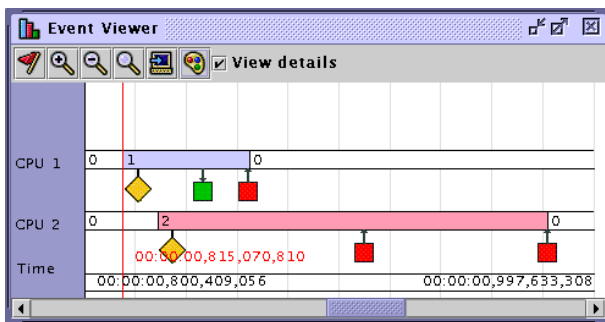 Event Viewer
View details
CPU 1 0 1 0
CPU 2 0 2 0
00:00:00,815,070,810
Time
00:00:00,800,409,056 00:00:00,997,633,308